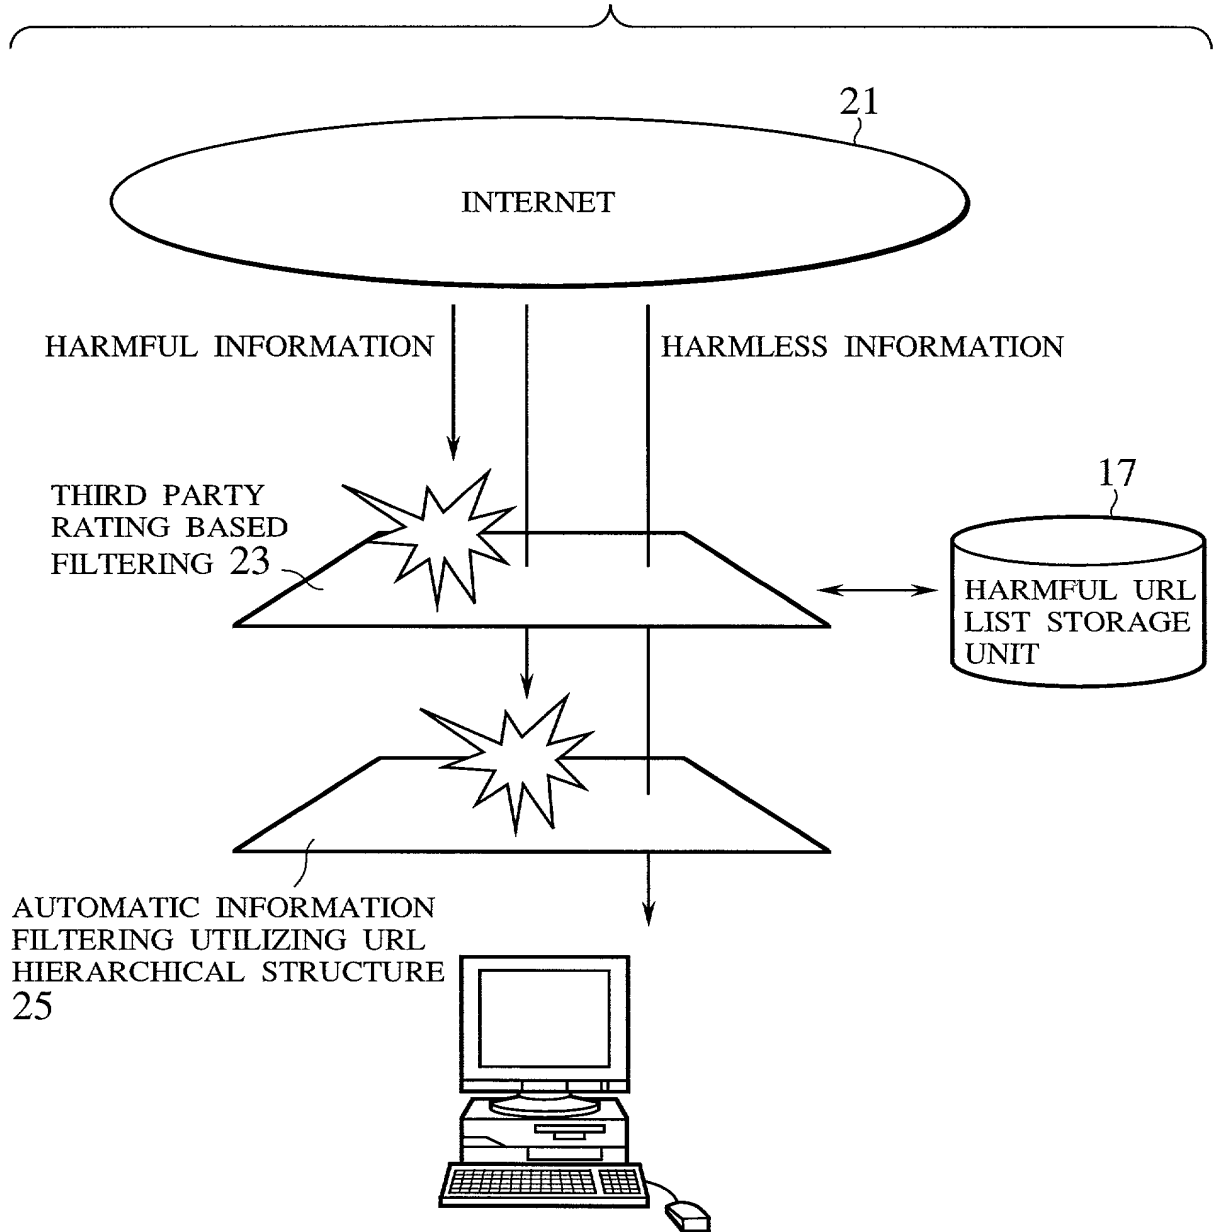 21
INTERNET
HARMFUL INFORMATION
HARMLESS INFORMATION
THIRD PARTY
RATING BASED
FILTERING 23
17
HARMFUL URL
LIST STORAGE
UNIT
AUTOMATIC INFORMATION
FILTERING UTILIZING URL
HIERARCHICAL STRUCTURE
25